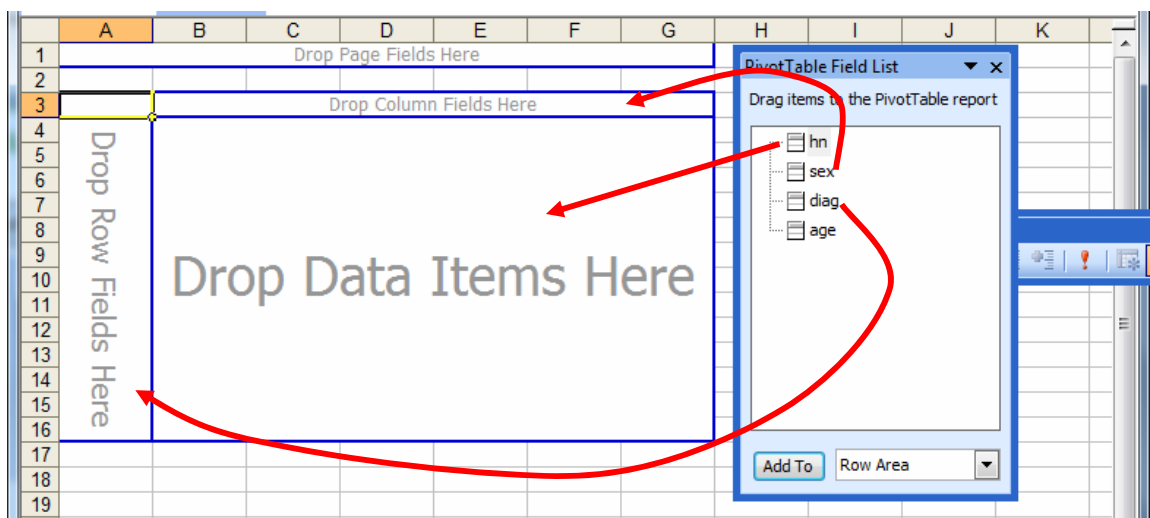 A B C D E F G H I J K
1 Drop Page Fields Here
2
3 Drop Column Fields Here
4
5
6
7
8
9
10
11
12
13
14
15
16
17
18
19
Drop Row Fields Here
Drop Data Items Here
PivotTable Field List
Drag items to the PivotTable report
hn
sex
diag
age
Add To Row Area